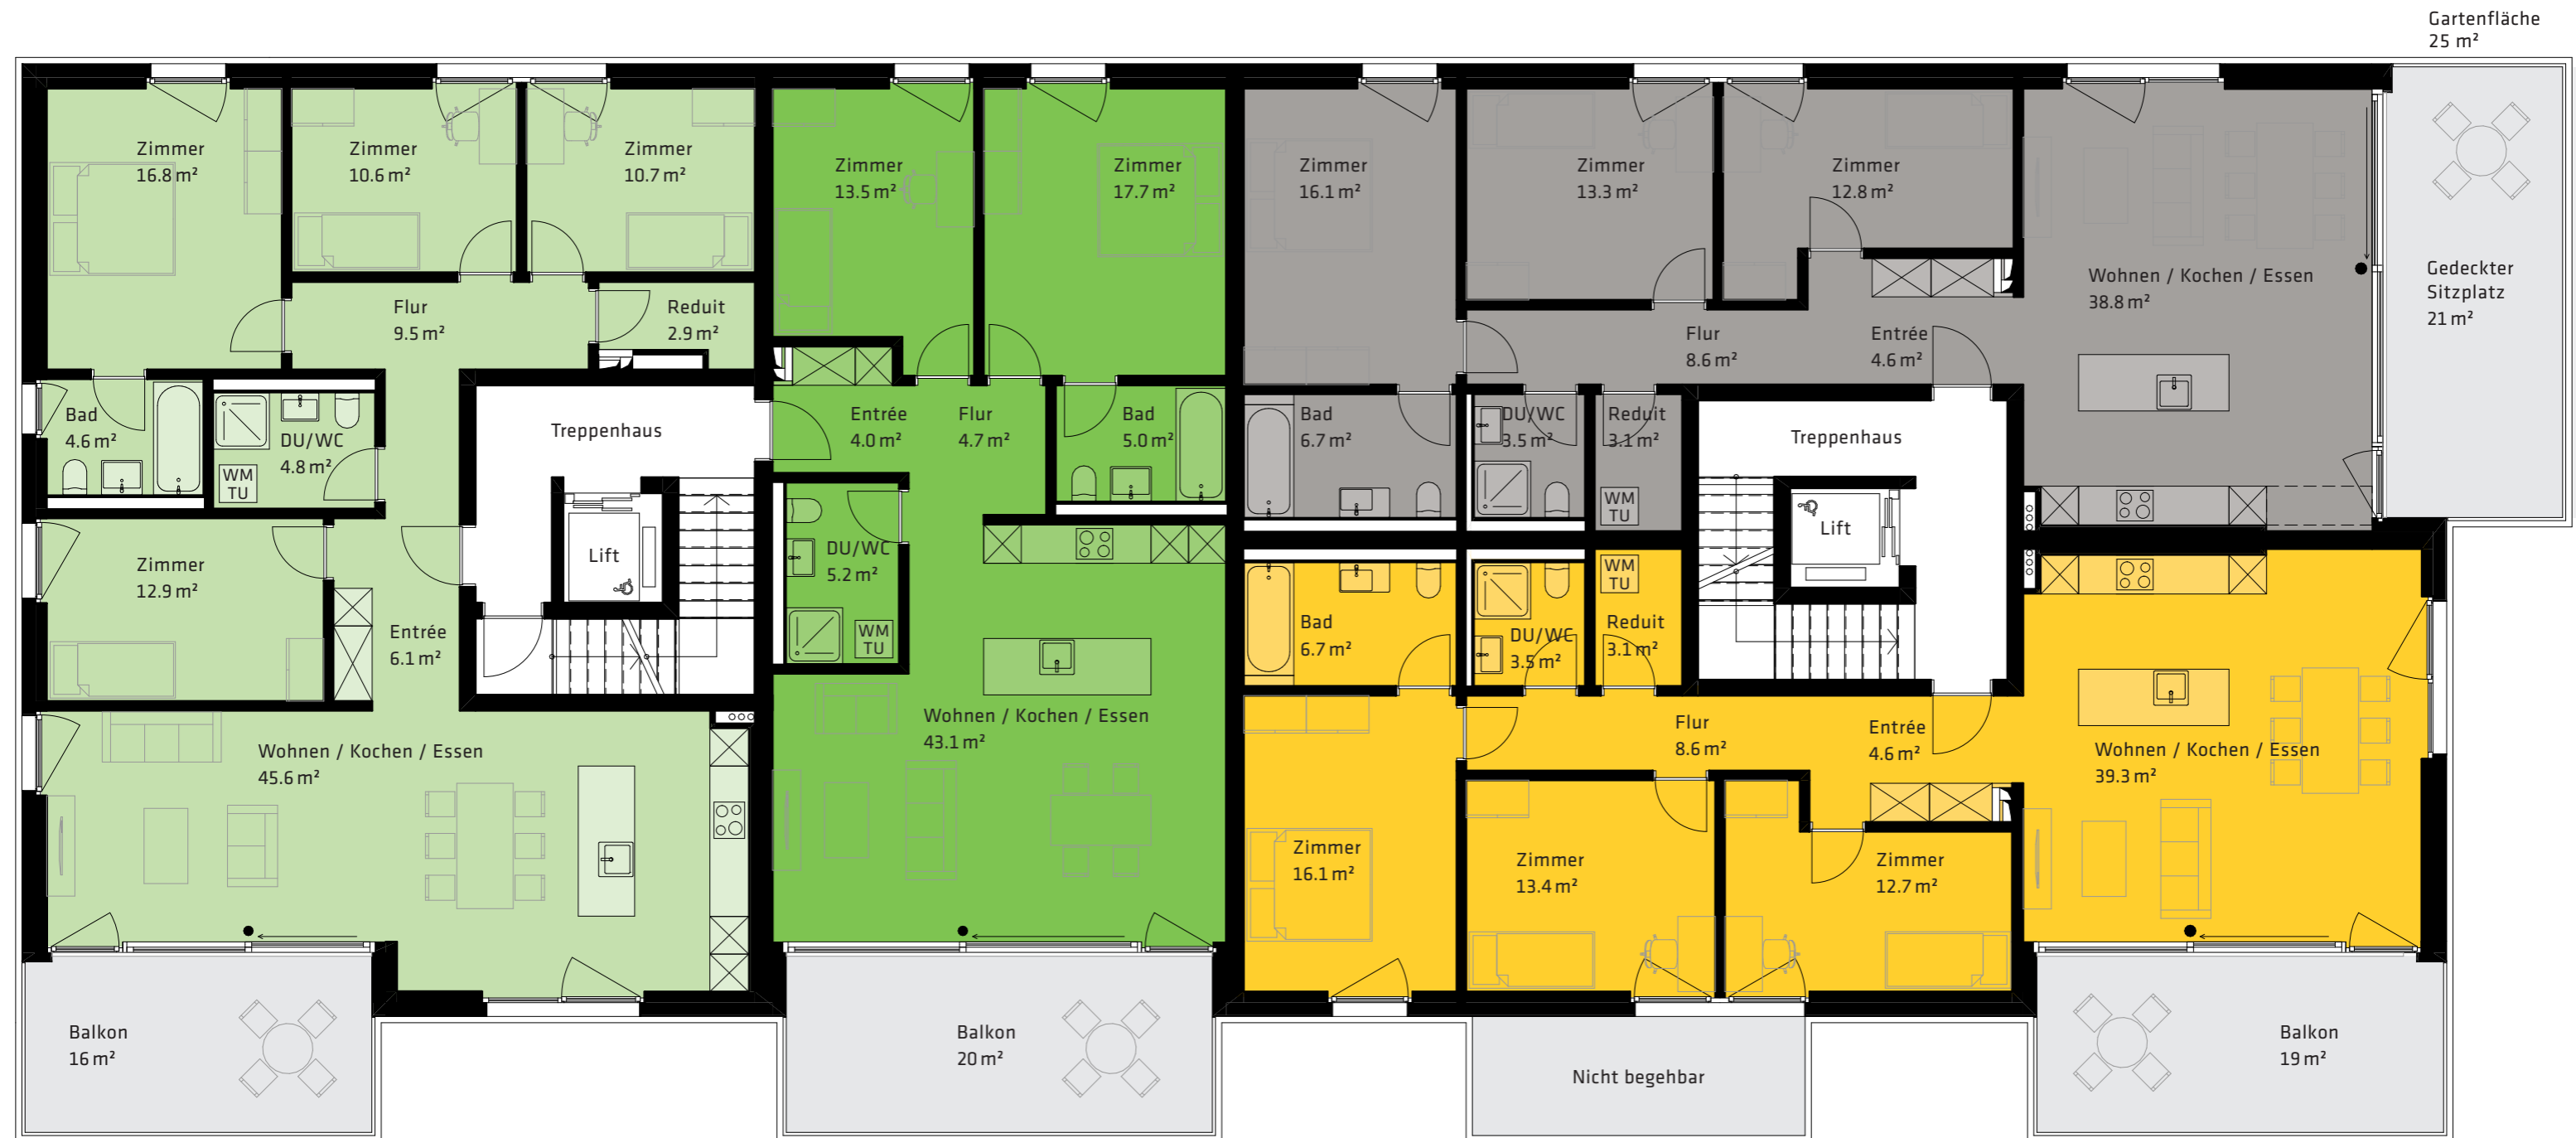 Gartenfläche
25 m²
Zimmer
16.8 m²
Zimmer
10.6 m²
Zimmer
10.7 m²
Flur
9.5 m²
Reduit
2.9 m²
Bad
4.6 m²
DU/WC
4.8 m²
WM
TU
Treppenhaus
Lift
Zimmer
12.9 m²
Entrée
6.1 m²
Wohnen / Kochen / Essen
45.6 m²
Balkon
16 m²
Zimmer
13.5 m²
Zimmer
17.7 m²
Entrée
4.0 m²
Flur
4.7 m²
Bad
5.0 m²
DU/WC
5.2 m²
WM
TU
Wohnen / Kochen / Essen
43.1 m²
Balkon
20 m²
Zimmer
16.1 m²
Zimmer
13.3 m²
Zimmer
12.8 m²
Wohnen / Kochen / Essen
38.8 m²
Gedeckter
Sitzplatz
21 m²
Flur
8.6 m²
Entrée
4.6 m²
Bad
6.7 m²
DU/WC
3.5 m²
Reduit
3.1 m²
WM
TU
Treppenhaus
Lift
Bad
6.7 m²
DU/WC
3.5 m²
WM
TU
Reduit
3.1 m²
Flur
8.6 m²
Entrée
4.6 m²
Wohnen / Kochen / Essen
39.3 m²
Zimmer
16.1 m²
Zimmer
13.4 m²
Zimmer
12.7 m²
Nicht begehbar
Balkon
19 m²